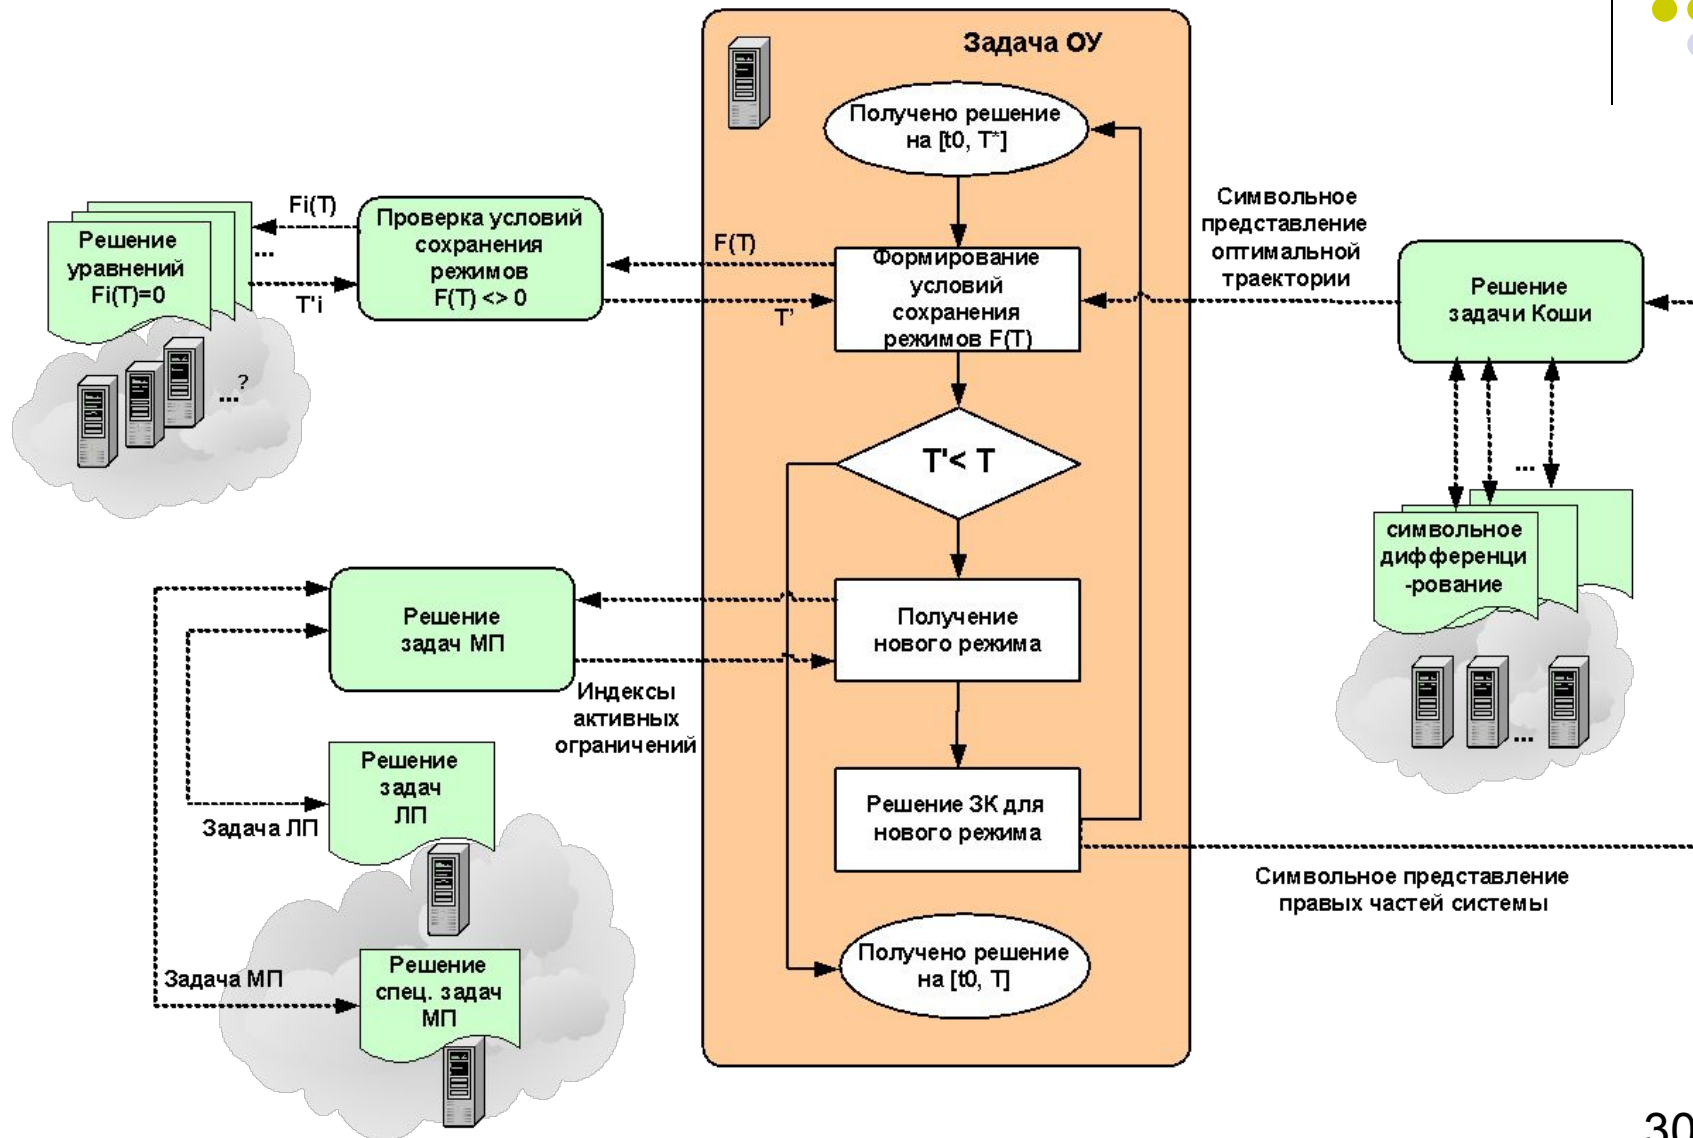 Задача ОУ
Получено решение
на [t0, T*]
Fi(T)
Проверка условий
сохранения
режимов
F(T) <> 0
Решение
уравнений
Fi(T)=0
...
T'i
...?
F(T)
T'
Формирование
условий
сохранения
режимов F(T)
Символьное
представление
оптимальной
траектории
Решение
задачи Коши
T'< T
...
символьное
дифференци
-рование
...
Решение
задач МП
Получение
нового режима
Индексы
активных
ограничений
Решение
задач
ЛП
Задача ЛП
Решение ЗК для
нового режима
Символьное представление
правых частей системы
Задача МП
Решение
спец. задач
МП
Получено решение
на [t0, T]
30